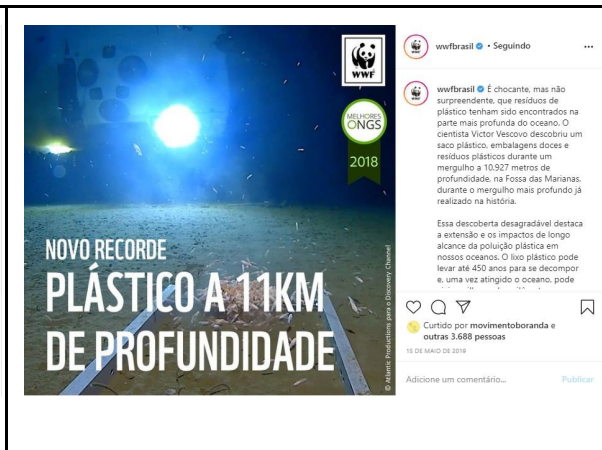 WWF
MELHORES
ONGS
2018
NOVO RECORDE
PLÁSTICO A 11KM
DE PROFUNDIDADE
© Atlantic Productions para o Discovery Channel
wwfbrasil • Seguindo
wwfbrasil É chocante, mas não
surpreendente, que resíduos de
plástico tenham sido encontrados na
parte mais profunda do oceano. O
cientista Victor Vescovo descobriu um
saco plástico, embalagens doces e
resíduos plásticos durante um
mergulho a 10.927 metros de
profundidade, na Fossa das Marianas,
durante o mergulho mais profundo já
realizado na história.
Essa descoberta desagradável destaca
a extensão e os impactos de longo
alcance da poluição plástica em
nossos oceanos. O lixo plástico pode
levar até 450 anos para se decompor
e, uma vez atingido o oceano, pode
Curtido por movimentoboranda e
outras 3.688 pessoas
15 DE MAIO DE 2019
Adicione um comentário...
Publicar